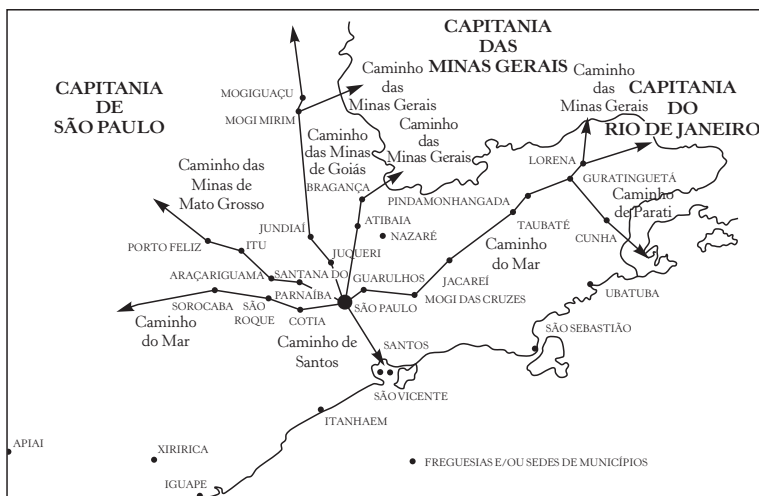 CAPITANIA
DAS
MINAS GERAIS
CAPITANIA
DE
SÃO PAULO
CAPITANIA
DO
RIO DE JANEIRO
Caminho
das
Minas Gerais
Caminho
das
Minas Gerais
Caminho
das
Minas Gerais
MOGIGUAÇU
MOGI MIRIM
Caminho
das Minas
de Goiás
BRAGANÇA
Caminho das
Minas de
Mato Grosso
LORENA
GURATINGUETÁ
PINDAMONHANGADA
Caminho
de Parati
ATIBAIA
TAUBATÉ
JUNDIAÍ
NAZARÉ
CUNHA
PORTO FELIZ
ITU
JUQUERI
Caminho
do Mar
ARAÇARIGUAMA
SANTANA DO
PARNAÍBA
GUARULHOS
JACAREÍ
UBATUBA
SOROCABA
SÃO
ROQUE
COTIA
SÃO PAULO
MOGI DAS CRUZES
Caminho
do Mar
Caminho de
Santos
SANTOS
SÃO SEBASTIÃO
SÃO VICENTE
ITANHAEM
APIAI
XIRIRICA
FREGUESIAS E/OU SEDES DE MUNICÍPIOS
IGUAPE